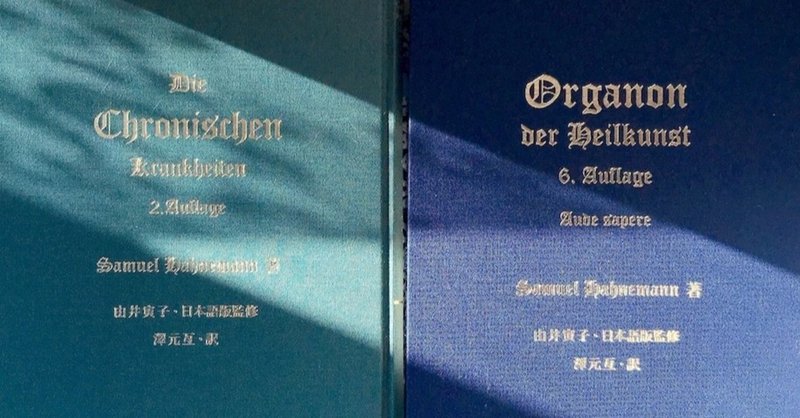 Die
Chronischen
Krankheiten
2. Auflage
Samuel Hahnemann 著
由井寅子、日本語版監修
澤元亙、訳
Organon
der Heilkunst
6. Auflage
Aude sapere
Samuel Hahnemann 著
由井寅子、日本語版監修
澤元亙、訳